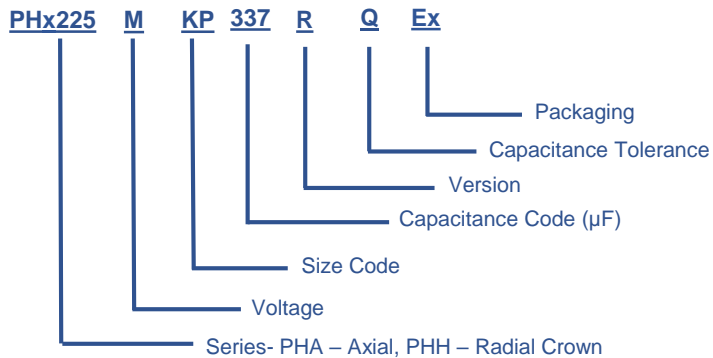 PHx225 M KP 337 R Q Ex
Packaging
Capacitance Tolerance
Version
Capacitance Code (µF)
Size Code
Voltage
Series- PHA – Axial, PHH – Radial Crown